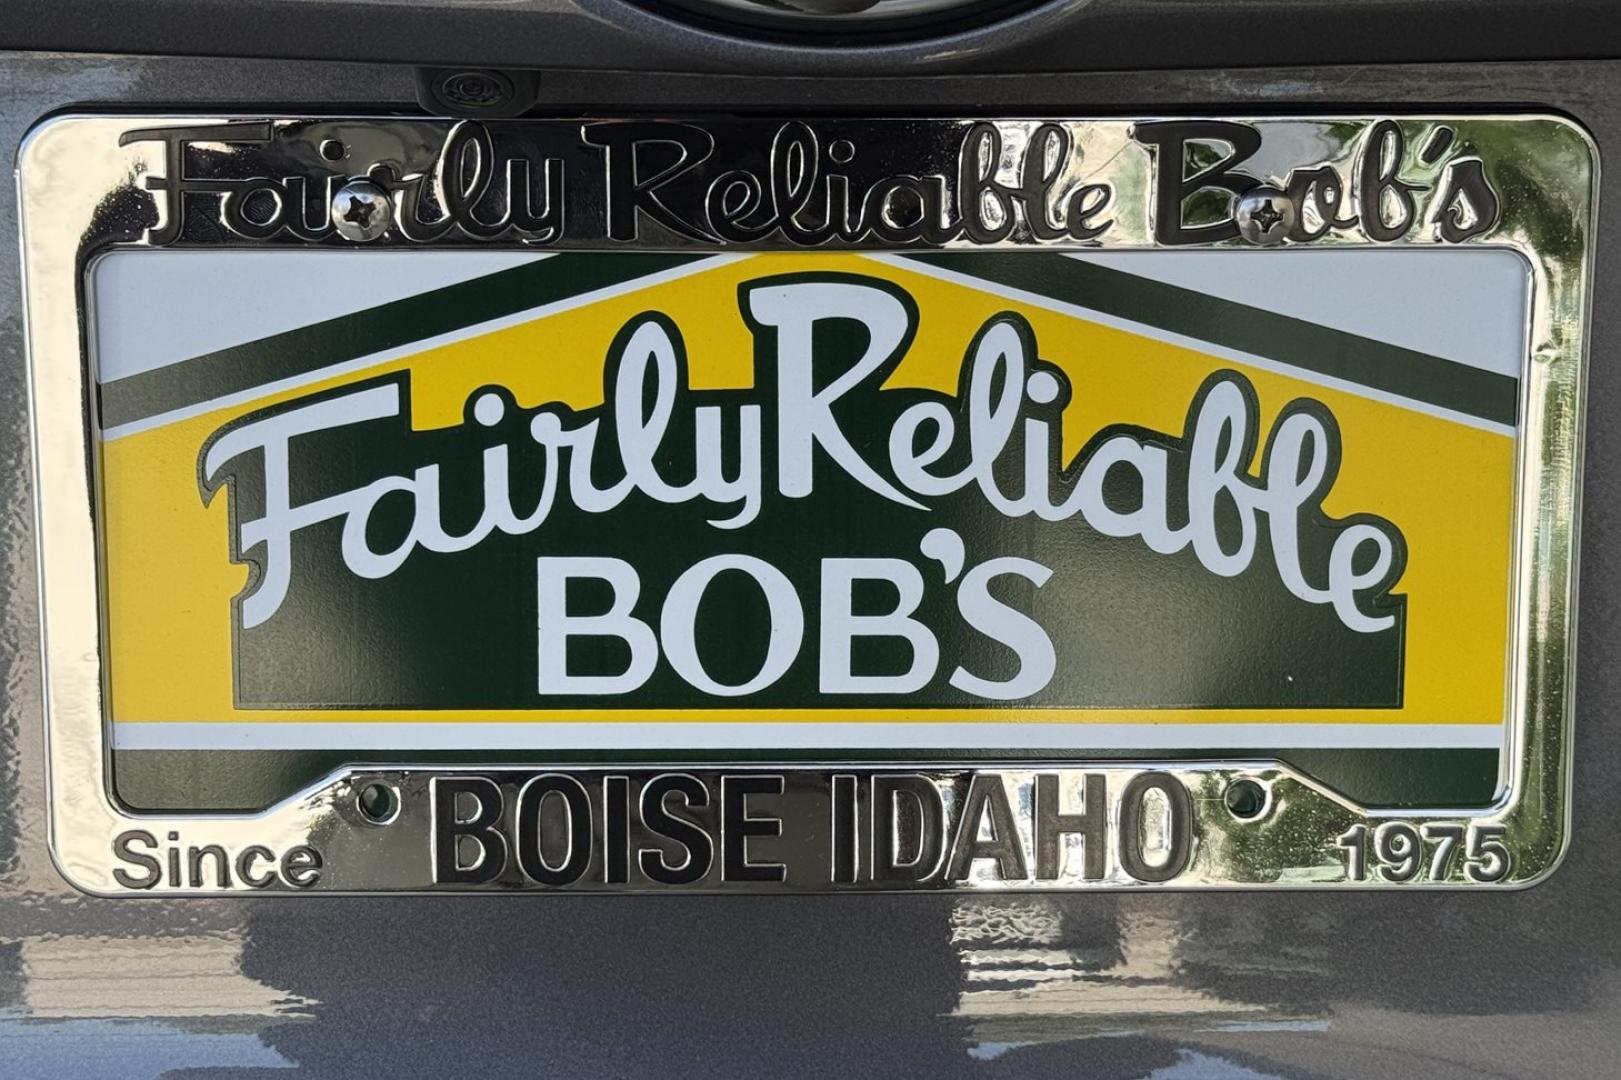 Fairly Reliable Bob's
Fairly Reliable
BOB'S
BOISE IDAHO
Since 1975